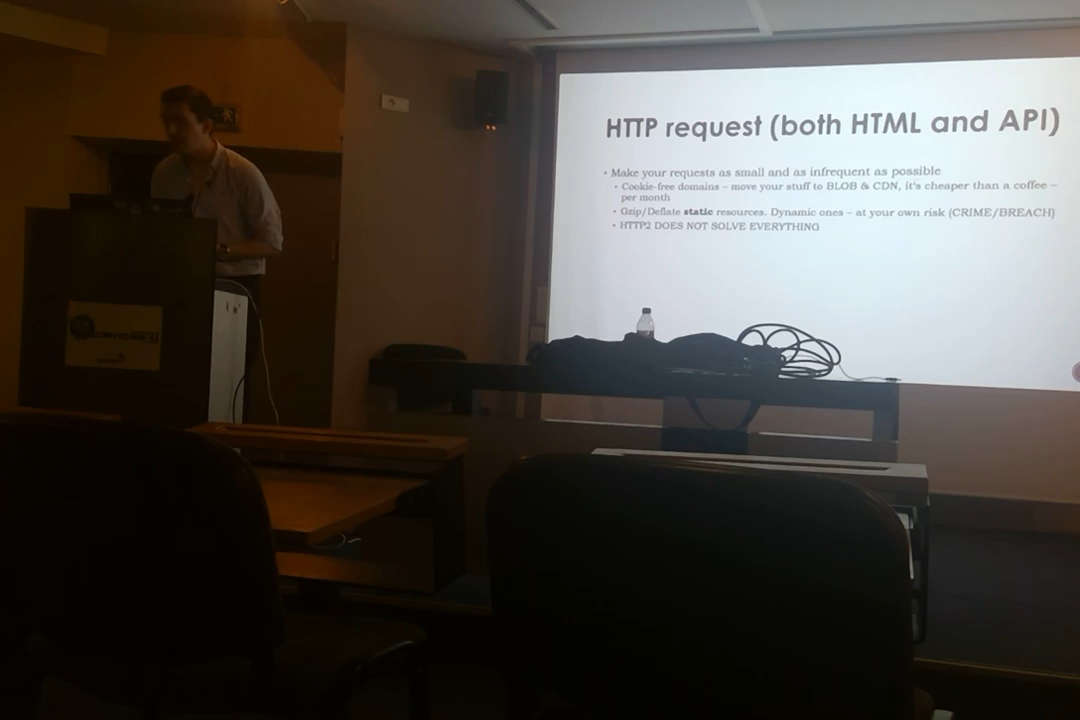 HTTP request (both HTML and API)
• Make your requests as small and as infrequent as possible
• Cookie-free domains – move your stuff to BLOB & CDN, it's cheaper than a coffee –
per month
• Gzip/Deflate static resources. Dynamic ones – at your own risk (CRIME/BREACH)
• HTTP2 DOES NOT SOLVE EVERYTHING